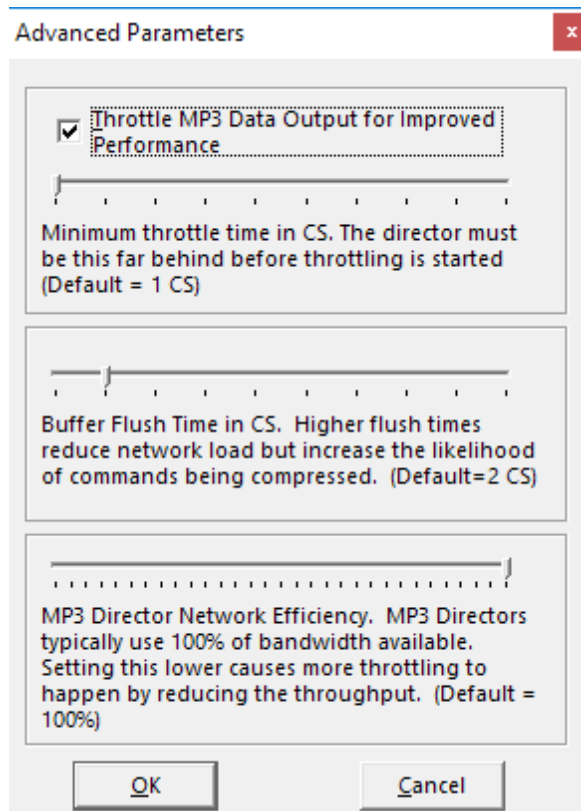 Advanced Parameters
x
Throttle MP3 Data Output for Improved
Performance
Minimum throttle time in CS. The director must
be this far behind before throttling is started
(Default = 1 CS)
Buffer Flush Time in CS.  Higher flush times
reduce network load but increase the likelihood
of commands being compressed.  (Default=2 CS)
MP3 Director Network Efficiency.  MP3 Directors
typically use 100% of bandwidth available.
Setting this lower causes more throttling to
happen by reducing the throughput.  (Default =
100%)
OK
Cancel